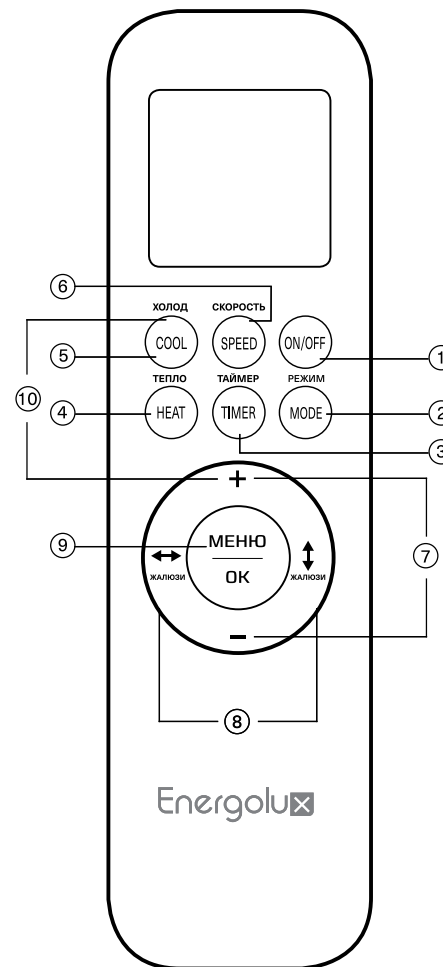 6
ХОЛОД СКОРОСТЬ
COOL SPEED ON/OFF
5 1
ТЕПЛО ТАЙМЕР РЕЖИМ
10
4 HEAT TIMER MODE 2
3
+
9 МЕНЮ 7
ЖАЛЮЗИ OK ЖАЛЮЗИ
−
8
Energolux